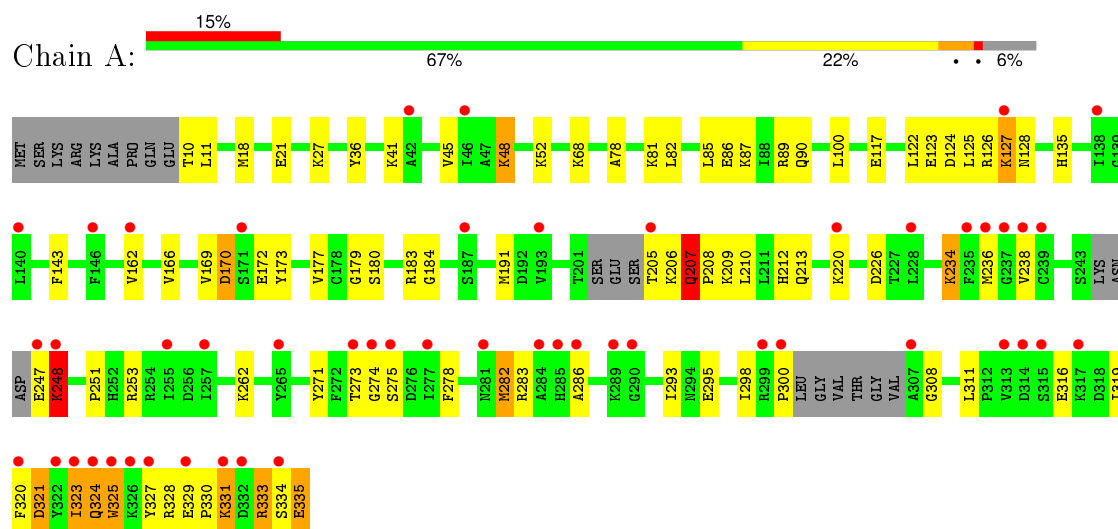 15%
Chain A:
67% 22% • • 6%
MET SER LYS ARG LYS ALA PRO GLN GLU T10 L11 M18 E21 K27 Y36 K41 A42 V45 I46 A47 K48 K52 K68 A78 K81 L82 L85 E86 K87 I88 R89 Q90 L100 E117 L122 E123 D124 L125 R126 K127 N128 H135 I138 G139
L140 F143 F146 V162 V166 V169 D170 S171 E172 Y173 V177 C178 G179 S180 R183 G184 S187 M191 D192 V193 T201 SER GLU SER T205 K206 Q207 P208 K209 L210 L211 H212 Q213 K220 D226 T227 L228 K234 F235 M236 G237 V238 C239 S243 LYS ASN
ASP E247 K248 P251 H252 R253 R254 I255 D256 I257 K262 Y265 Y271 F272 T273 G274 S275 D276 I277 F278 N281 M282 R283 A284 H285 A286 K289 G290 I293 N294 E295 I298 R299 P300 LEU GLY VAL THR GLY VAL A307 G308 L311 P312 V313 D314 S315 E316 K317 D318 I319
F320 D321 Y322 I323 Q324 W325 K326 Y327 R328 E329 P330 K331 D332 R333 S334 E335